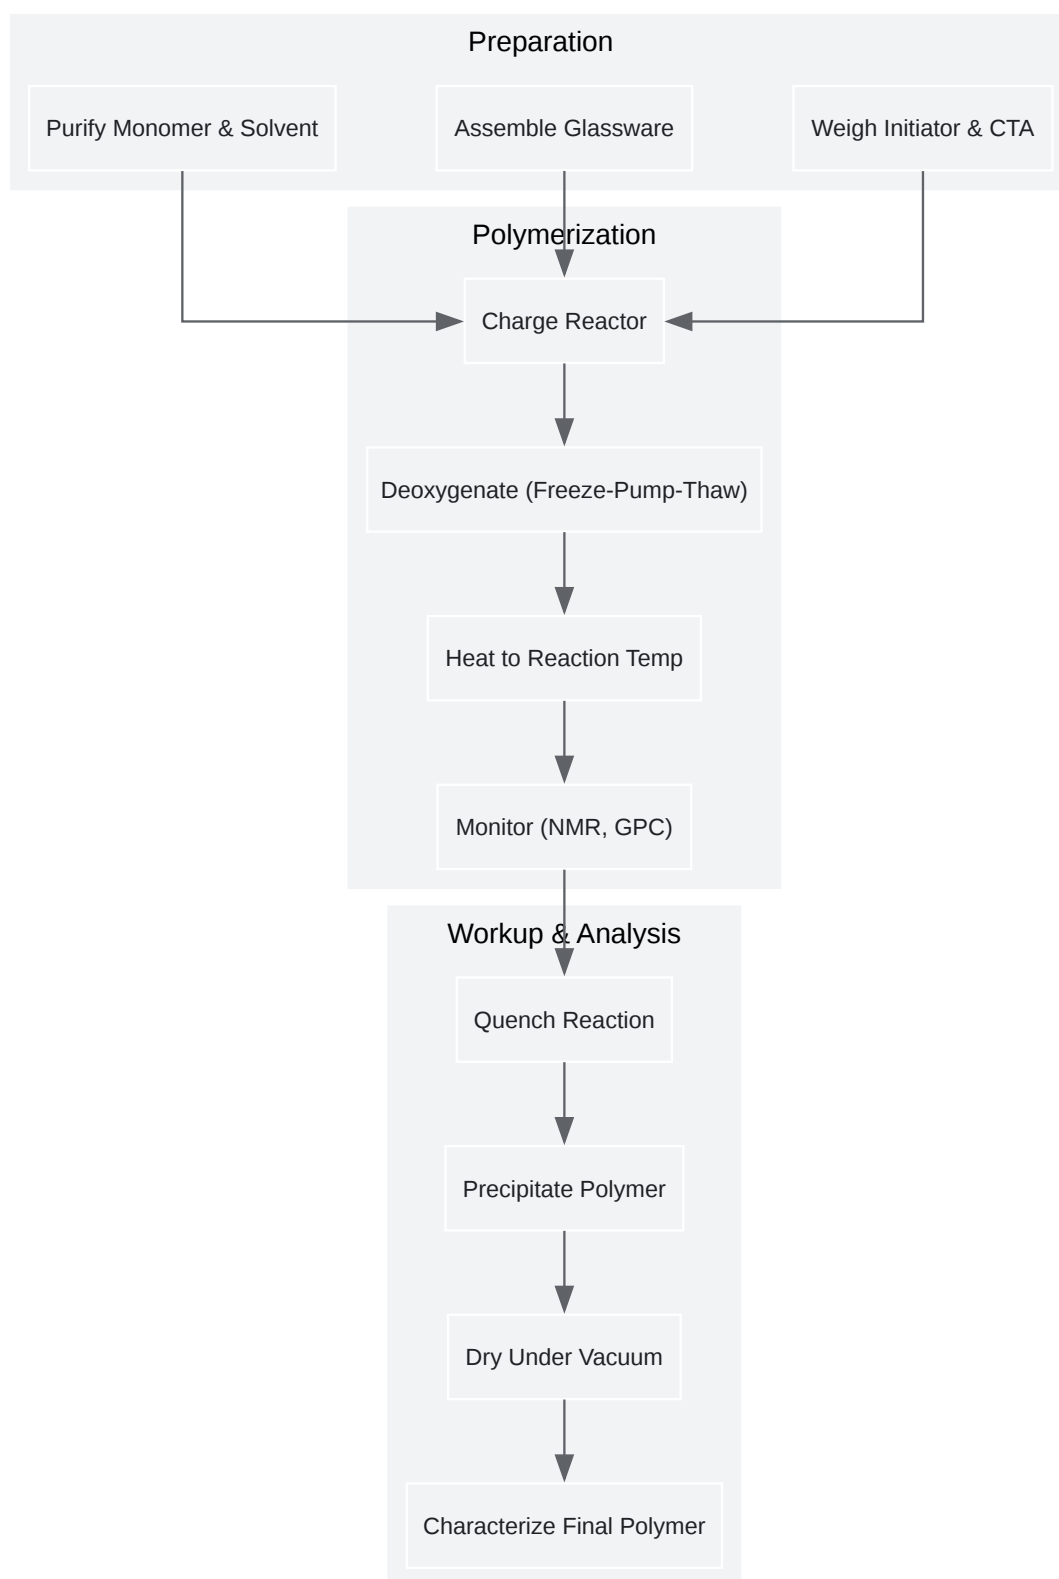 Preparation
Purify Monomer & Solvent
Assemble Glassware
Weigh Initiator & CTA
Polymerization
Charge Reactor
Deoxygenate (Freeze-Pump-Thaw)
Heat to Reaction Temp
Monitor (NMR, GPC)
Workup & Analysis
Quench Reaction
Precipitate Polymer
Dry Under Vacuum
Characterize Final Polymer